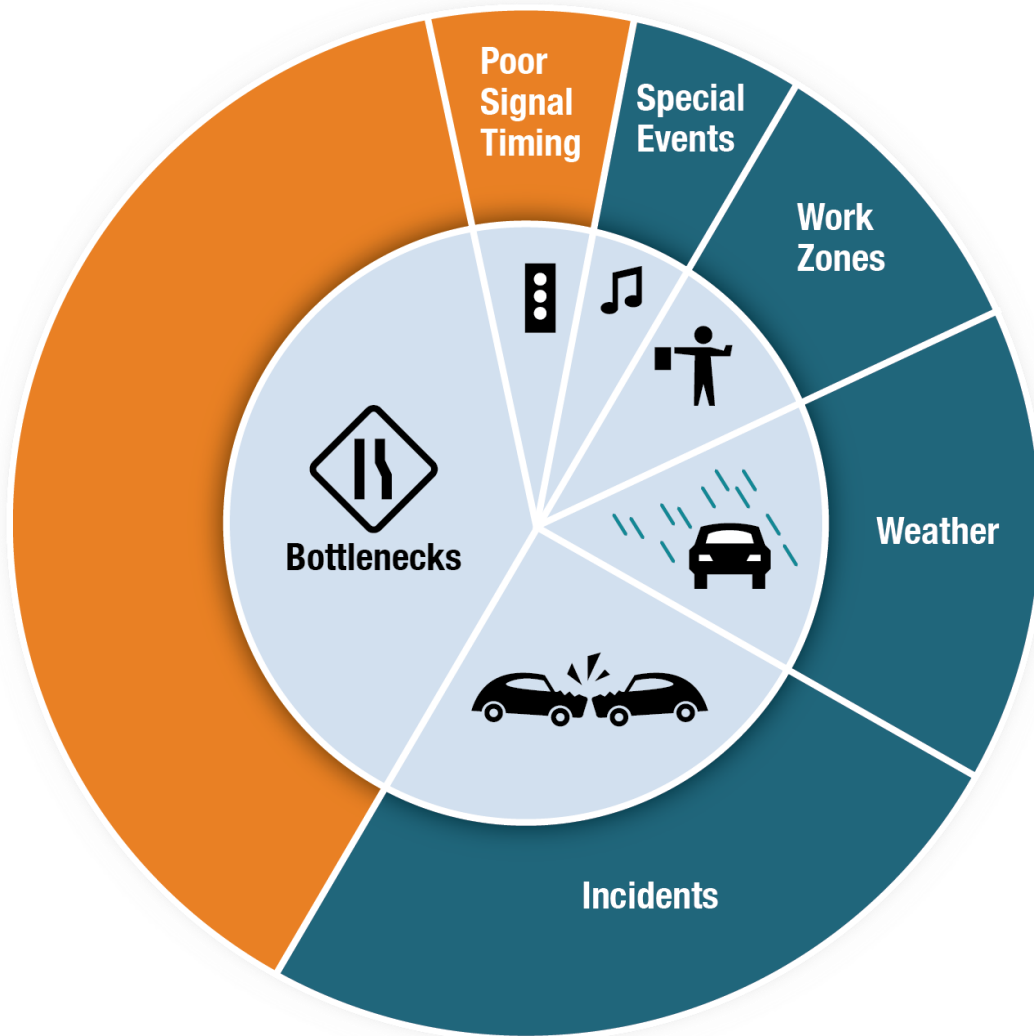 Poor
Signal
Timing
Special
Events
Work
Zones
Weather
Bottlenecks
Incidents